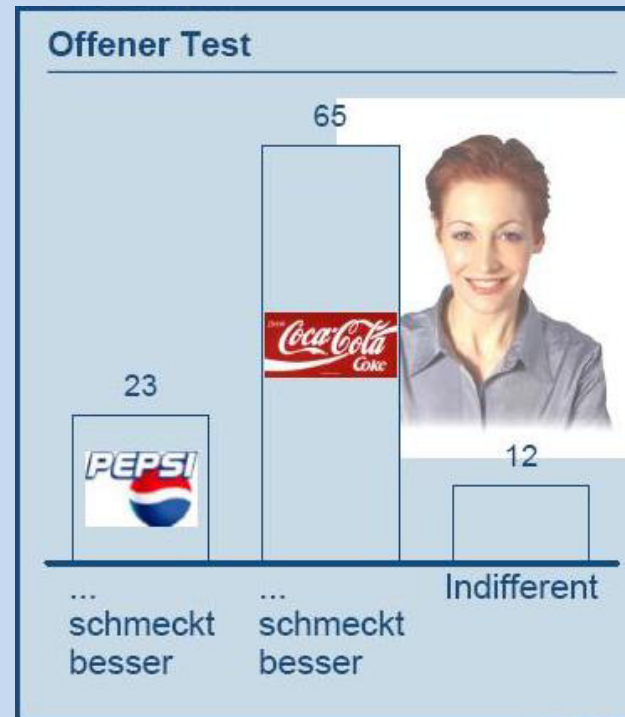 Offener Test
65
23
12
PEPSI
Coca-Cola
Coke
...
schmeckt
besser
...
schmeckt
besser
Indifferent